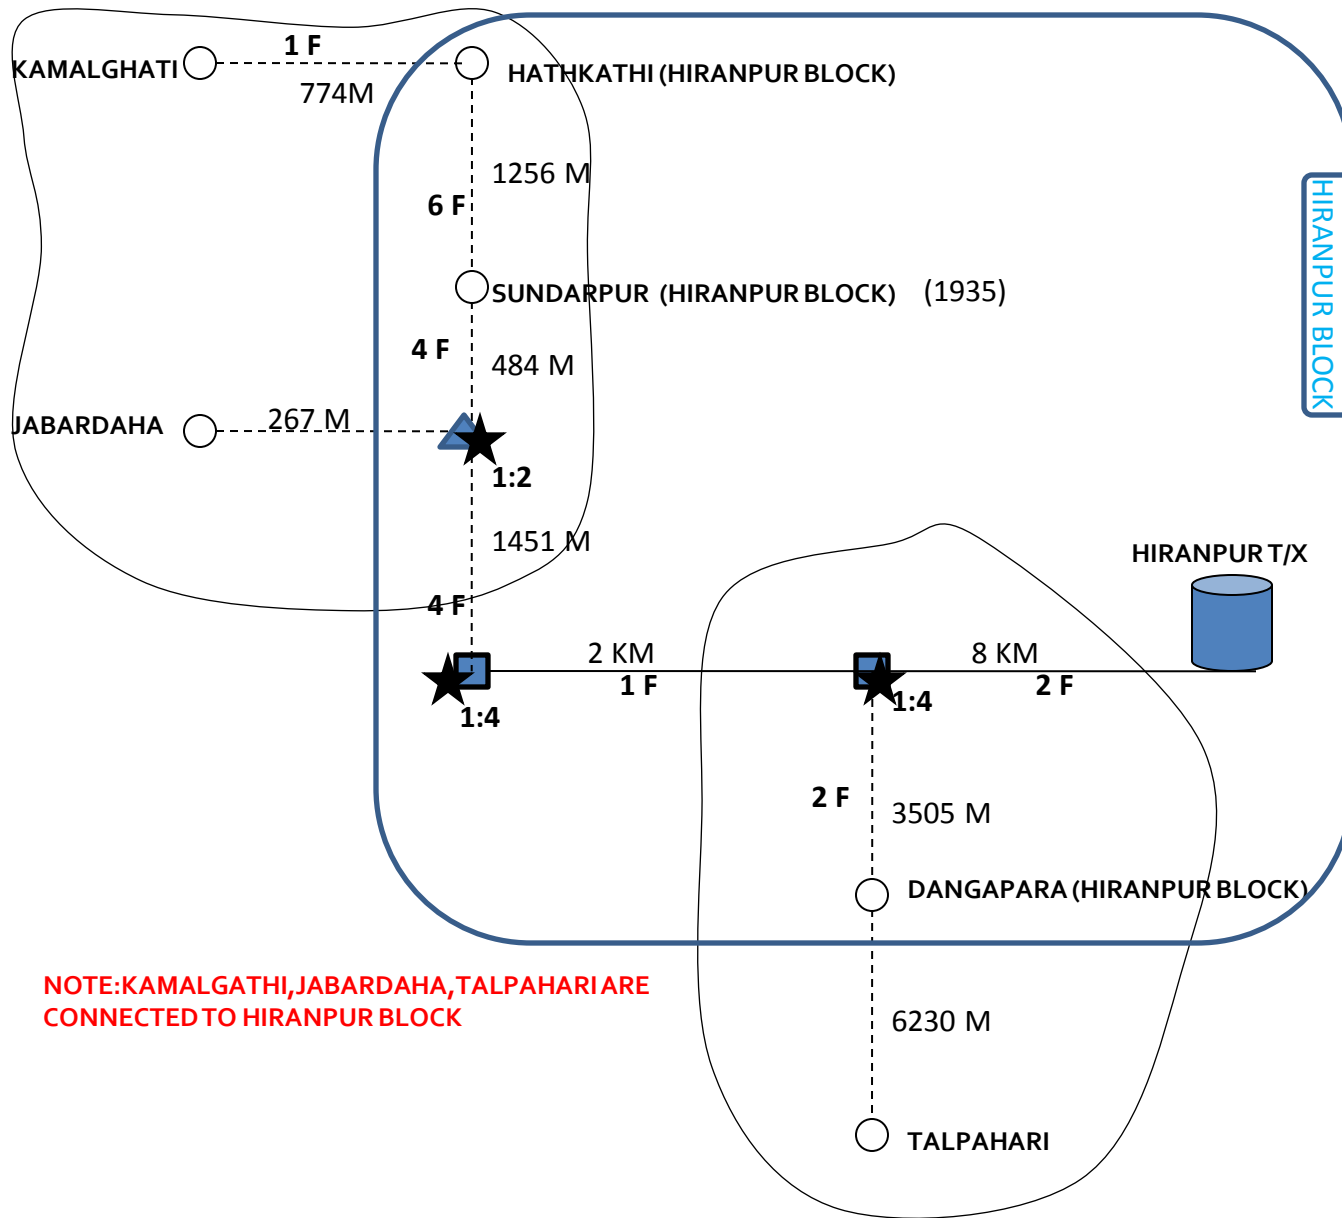 1 F
KAMALGHATI
HATHKATHI (HIRANPUR BLOCK)
774M
1256 M
6 F
HIRANPUR BLOCK
SUNDARPUR (HIRANPUR BLOCK) (1935)
4 F
484 M
JABARDAHA
267 M
1:2
1451 M
HIRANPUR T/X
4 F
2 KM
8 KM
1 F
2 F
1:4
1:4
2 F
3505 M
DANGAPARA (HIRANPUR BLOCK)
NOTE:KAMALGATHI,JABARDAHA,TALPAHARI ARE
CONNECTED TO HIRANPUR BLOCK
6230 M
TALPAHARI